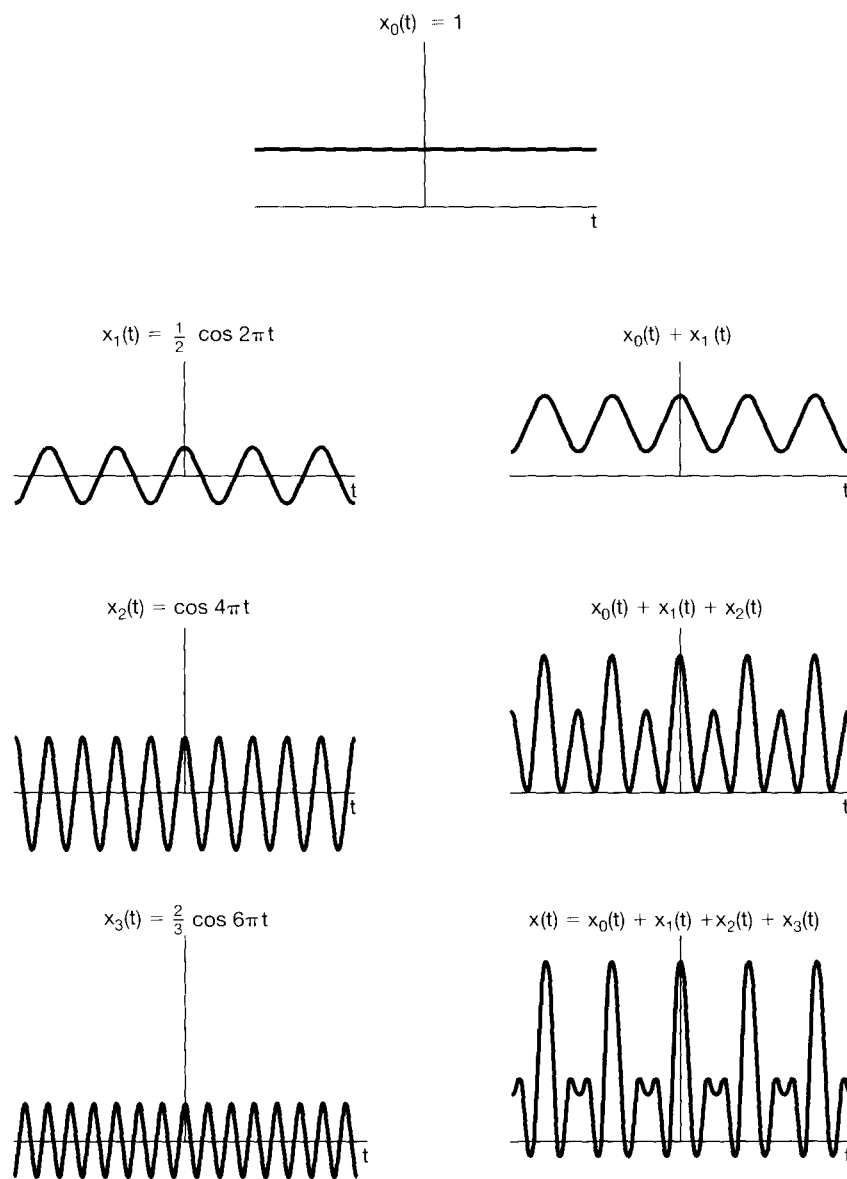 x₀(t) = 1
t
x₁(t) = 1/2 cos 2πt
x₀(t) + x₁(t)
t
t
x₂(t) = cos 4πt
x₀(t) + x₁(t) + x₂(t)
t
t
x₃(t) = 2/3 cos 6πt
x(t) = x₀(t) + x₁(t) + x₂(t) + x₃(t)
t
t